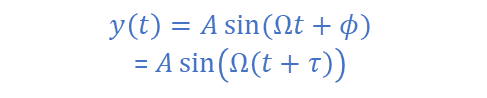 y(t) = A sin(Ωt + ϕ)
= A sin(Ω(t + τ))